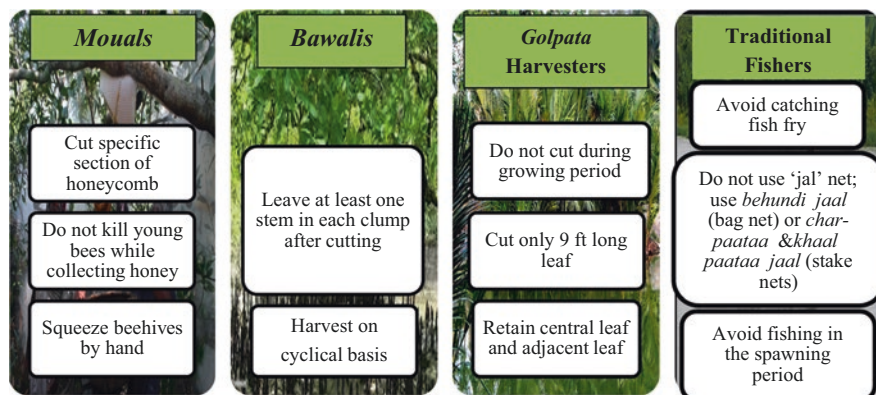 Mouals
Cut specific
section of
honeycomb
Do not kill young
bees while
collecting honey
Squeeze beehives
by hand
Bawalis
Leave at least one
stem in each clump
after cutting
Harvest on
cyclical basis
Golpata
Harvesters
Do not cut during
growing period
Cut only 9 ft long
leaf
Retain central leaf
and adjacent leaf
Traditional
Fishers
Avoid catching
fish fry
Do not use ‘jal’ net;
use behundi jaal
(bag net) or char-
paataa &khaal
paataa jaal (stake
nets)
Avoid fishing in
the spawning
period